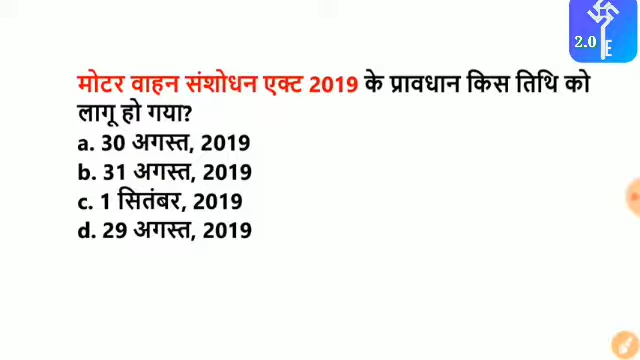 2.0
E
मोटर वाहन संशोधन एक्ट 2019 के प्रावधान किस तिथि को
लागू हो गया?
a. 30 अगस्त, 2019
b. 31 अगस्त, 2019
c. 1 सितंबर, 2019
d. 29 अगस्त, 2019